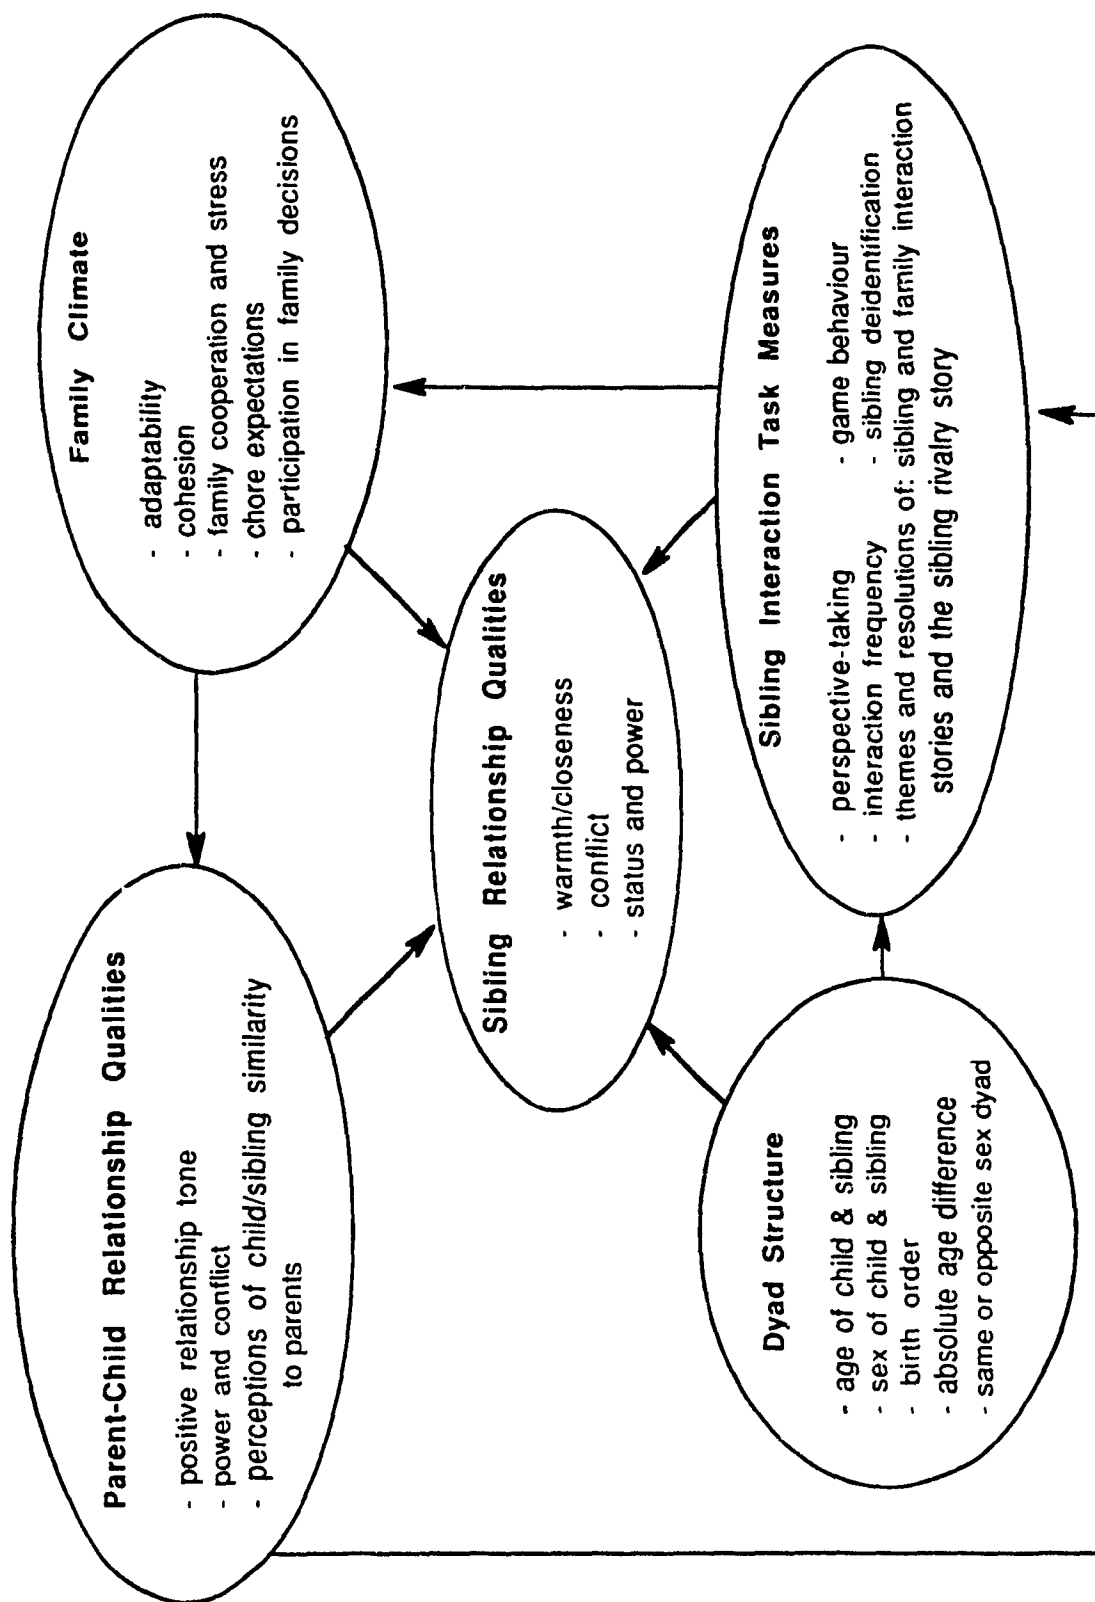 Parent-Child Relationship Qualities
- positive relationship tone
- power and conflict
- perceptions of child/sibling similarity
to parents
Family Climate
- adaptability
- cohesion
- family cooperation and stress
- chore expectations
- participation in family decisions
Sibling Relationship Qualities
- warmth/closeness
- conflict
- status and power
Dyad Structure
- age of child & sibling
- sex of child & sibling
- birth order
- absolute age difference
- same or opposite sex dyad
Sibling Interaction Task Measures
- perspective-taking - game behaviour
- interaction frequency - sibling deidentification
- themes and resolutions of: sibling and family interaction
stories and the sibling rivalry story